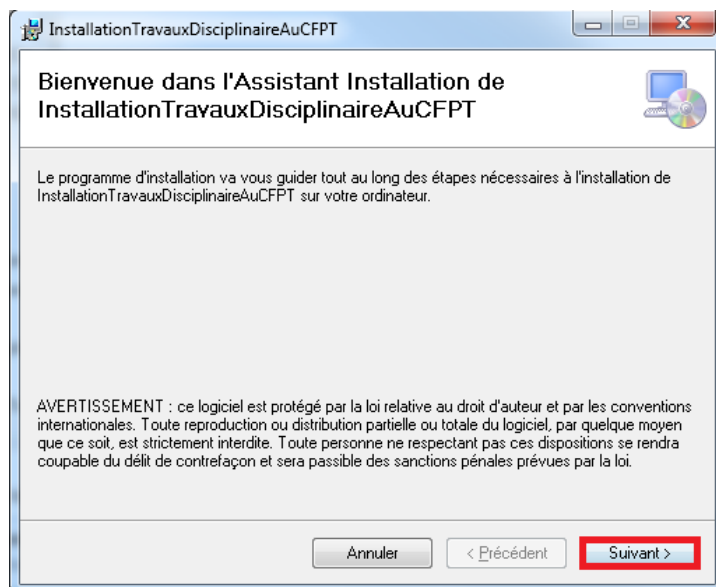 InstallationTravauxDisciplinaireAuCFPT
Bienvenue dans l'Assistant Installation de
InstallationTravauxDisciplinaireAuCFPT
Le programme d'installation va vous guider tout au long des étapes nécessaires à l'installation de
InstallationTravauxDisciplinaireAuCFPT sur votre ordinateur.
AVERTISSEMENT : ce logiciel est protégé par la loi relative au droit d'auteur et par les conventions
internationales. Toute reproduction ou distribution partielle ou totale du logiciel, par quelque moyen
que ce soit, est strictement interdite. Toute personne ne respectant pas ces dispositions se rendra
coupable du délit de contrefaçon et sera passible des sanctions pénales prévues par la loi.
Annuler < Précédent Suivant >